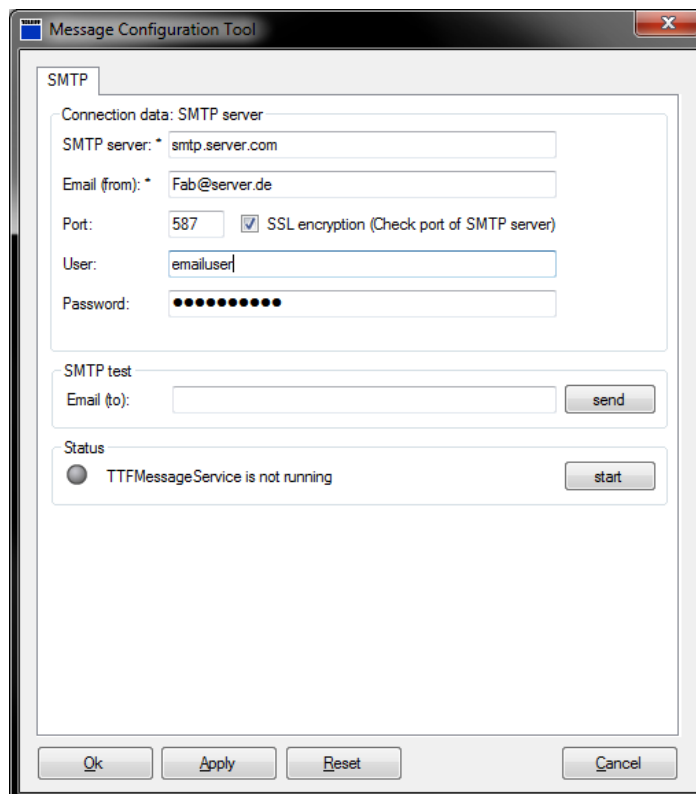 Message Configuration Tool
SMTP
Connection data: SMTP server
SMTP server: * smtp.server.com
Email (from): * Fab@server.de
Port: 587 SSL encryption (Check port of SMTP server)
User: emailuser
Password: ●●●●●●●●●●
SMTP test
Email (to): send
Status
TTFMessageService is not running start
Ok Apply Reset Cancel